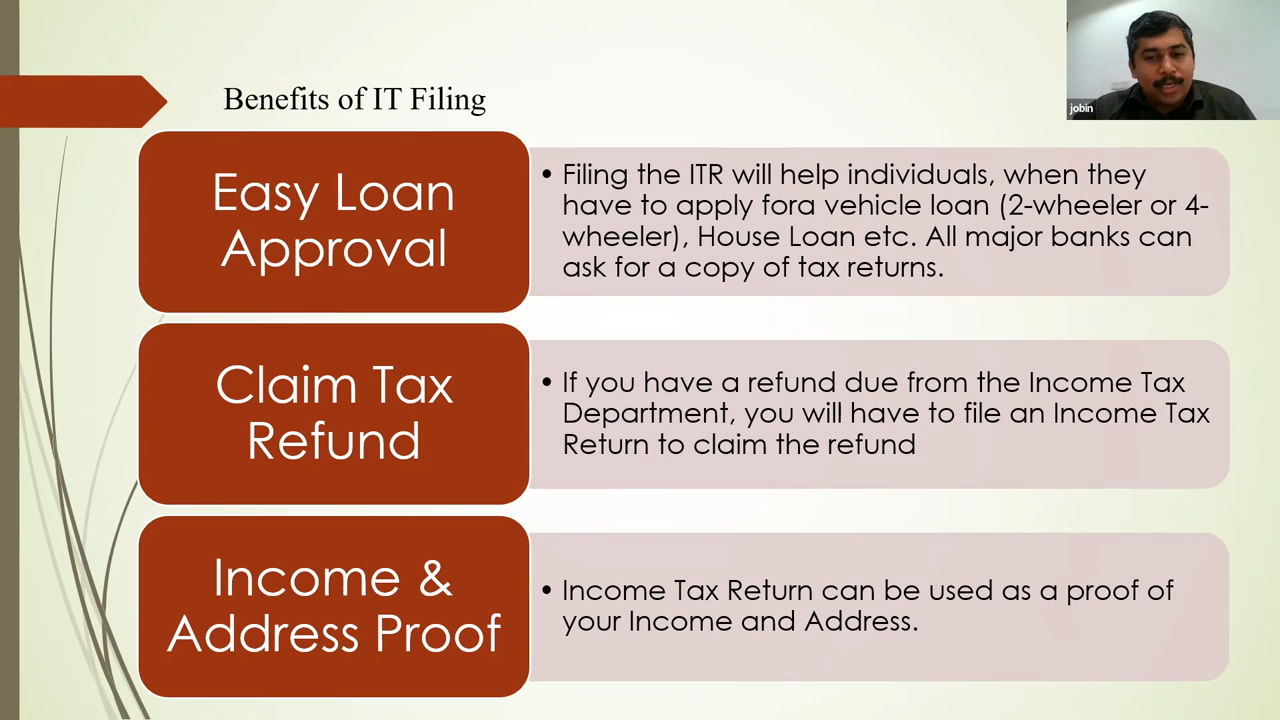 jobin
Benefits of IT Filing
Easy Loan
Approval
• Filing the ITR will help individuals, when they
have to apply fora vehicle loan (2-wheeler or 4-
wheeler), House Loan etc. All major banks can
ask for a copy of tax returns.
Claim Tax
Refund
• If you have a refund due from the Income Tax
Department, you will have to file an Income Tax
Return to claim the refund
Income &
Address Proof
• Income Tax Return can be used as a proof of
your Income and Address.